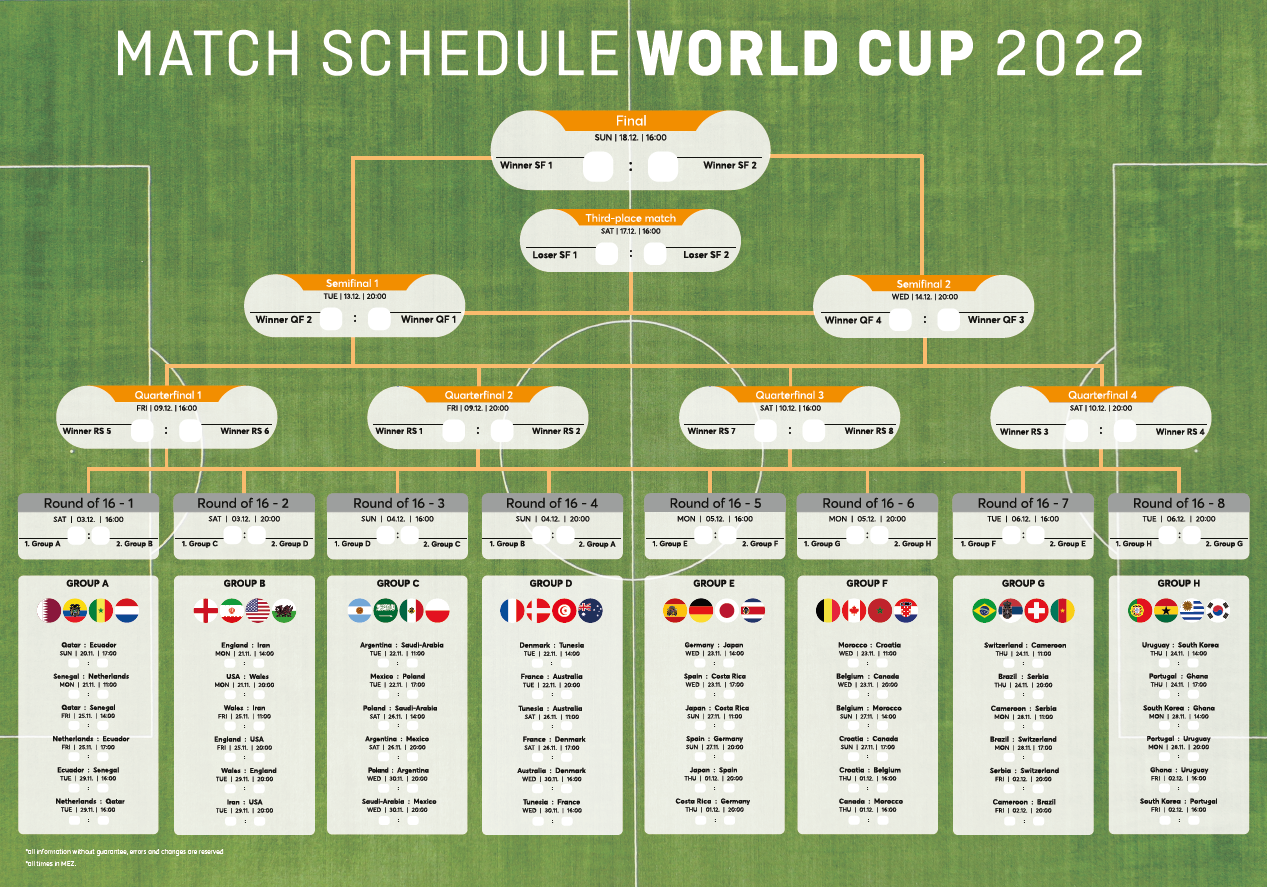 MATCH SCHEDULE WORLD CUP 2022
Final
SUN | 18.12. | 16:00
Winner SF 1 : Winner SF 2
Third-place match
SAT | 17.12. | 16:00
Loser SF 1 : Loser SF 2
Semifinal 1
TUE | 13.12. | 20:00
Winner QF 2 : Winner QF 1
Semifinal 2
WED | 14.12. | 20:00
Winner QF 4 : Winner QF 3
Quarterfinal 1
FRI | 09.12. | 16:00
Winner RS 5 : Winner RS 6
Quarterfinal 2
FRI | 09.12. | 20:00
Winner RS 1 : Winner RS 2
Quarterfinal 3
SAT | 10.12. | 16:00
Winner RS 7 : Winner RS 8
Quarterfinal 4
SAT | 10.12. | 20:00
Winner RS 3 : Winner RS 4
Round of 16 - 1
SAT | 03.12. | 16:00
:
1. Group A 2. Group B
Round of 16 - 2
SAT | 03.12. | 20:00
:
1. Group C 2. Group D
Round of 16 - 3
SUN | 04.12. | 16:00
:
1. Group D 2. Group C
Round of 16 - 4
SUN | 04.12. | 20:00
:
1. Group B 2. Group A
Round of 16 - 5
MON | 05.12. | 16:00
:
1. Group E 2. Group F
Round of 16 - 6
MON | 05.12. | 20:00
:
1. Group G 2. Group H
Round of 16 - 7
TUE | 06.12. | 16:00
:
1. Group F 2. Group E
Round of 16 - 8
TUE | 06.12. | 20:00
:
1. Group H 2. Group G
GROUP A
Qatar : Ecuador
SUN | 20.11. | 17:00
:
Senegal : Netherlands
MON | 21.11. | 11:00
:
Qatar : Senegal
FRI | 25.11. | 14:00
:
Netherlands : Ecuador
FRI | 25.11. | 17:00
:
Ecuador : Senegal
TUE | 29.11. | 16:00
:
Netherlands : Qatar
TUE | 29.11. | 16:00
:
GROUP B
England : Iran
MON | 21.11. | 14:00
:
USA : Wales
MON | 21.11. | 20:00
:
Wales : Iran
FRI | 25.11. | 11:00
:
England : USA
FRI | 25.11. | 20:00
:
Wales : England
TUE | 29.11. | 20:00
:
Iran : USA
TUE | 29.11. | 20:00
:
GROUP C
Argentina : Saudi-Arabia
TUE | 22.11. | 11:00
:
Mexico : Poland
TUE | 22.11. | 17:00
:
Poland : Saudi-Arabia
SAT | 26.11. | 14:00
:
Argentina : Mexico
SAT | 26.11. | 20:00
:
Poland : Argentina
WED | 30.11. | 20:00
:
Saudi-Arabia : Mexico
WED | 30.11. | 20:00
:
GROUP D
Denmark : Tunesia
TUE | 22.11. | 14:00
:
France : Australia
TUE | 22.11. | 20:00
:
Tunesia : Australia
SAT | 26.11. | 11:00
:
France : Denmark
SAT | 26.11. | 17:00
:
Australia : Denmark
WED | 30.11. | 16:00
:
Tunesia : France
WED | 30.11. | 16:00
:
GROUP E
Germany : Japan
WED | 23.11. | 14:00
:
Spain : Costa Rica
WED | 23.11. | 17:00
:
Japan : Costa Rica
SUN | 27.11. | 11:00
:
Spain : Germany
SUN | 27.11. | 20:00
:
Japan : Spain
THU | 01.12. | 20:00
:
Costa Rica : Germany
THU | 01.12. | 20:00
:
GROUP F
Morocco : Croatia
WED | 23.11. | 11:00
:
Belgium : Canada
WED | 23.11. | 20:00
:
Belgium : Morocco
SUN | 27.11. | 14:00
:
Croatia : Canada
SUN | 27.11. | 17:00
:
Croatia : Belgium
THU | 01.12. | 16:00
:
Canada : Morocco
THU | 01.12. | 16:00
:
GROUP G
Switzerland : Cameroon
THU | 24.11. | 11:00
:
Brazil : Serbia
THU | 24.11. | 20:00
:
Cameroon : Serbia
MON | 28.11. | 11:00
:
Brazil : Switzerland
MON | 28.11. | 17:00
:
Serbia : Switzerland
FRI | 02.12. | 20:00
:
Cameroon : Brazil
FRI | 02.12. | 20:00
:
GROUP H
Uruguay : South Korea
THU | 24.11. | 14:00
:
Portugal : Ghana
THU | 24.11. | 17:00
:
South Korea : Ghana
MON | 28.11. | 14:00
:
Portugal : Uruguay
MON | 28.11. | 20:00
:
Ghana : Uruguay
FRI | 02.12. | 16:00
:
South Korea : Portugal
FRI | 02.12. | 16:00
:
*all information without guarantee, errors and changes are reserved
*all times in MEZ.